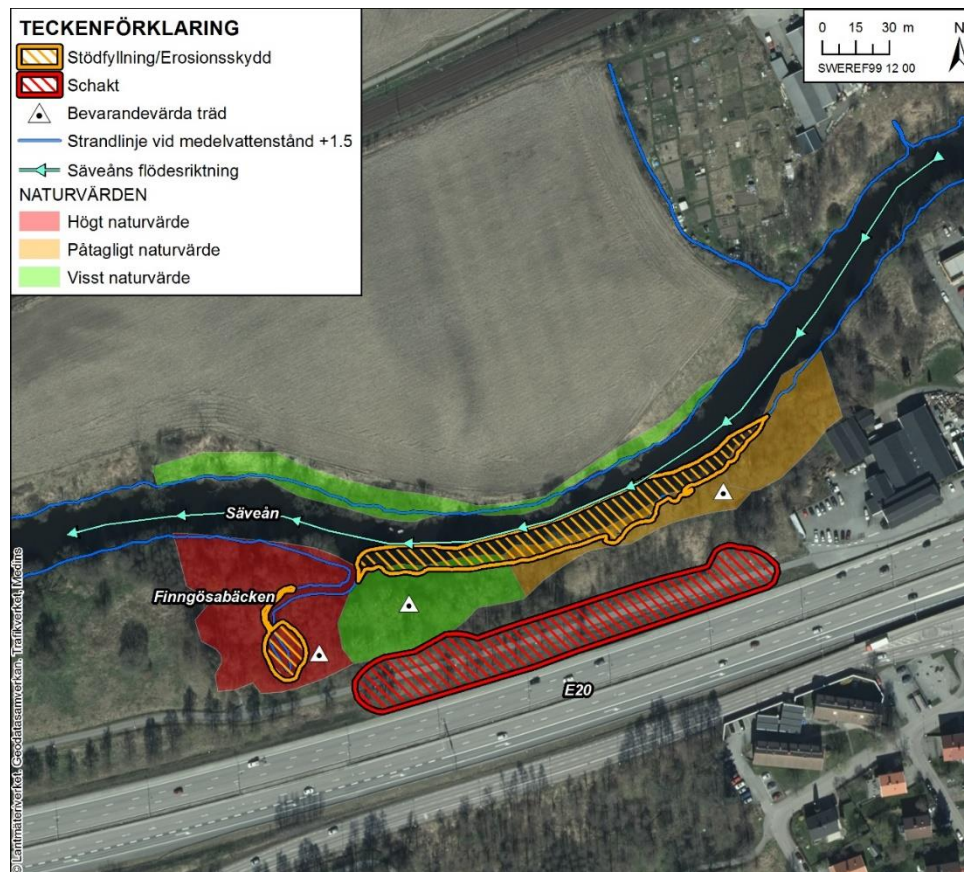 TECKENFÖRKLARING
Stödfyllning/Erosionsskydd
Schakt
Bevarandevärda träd
Strandlinje vid medelvattenstånd +1.5
Säveåns flödesriktning
NATURVÄRDEN
Högt naturvärde
Påtagligt naturvärde
Visst naturvärde
0 15 30 m
SWEREF99 12 00
N
Säveån
Finngösabäcken
E20
© Lantmäteriverket, Geodatasamverkan, Trafikverket, Medins